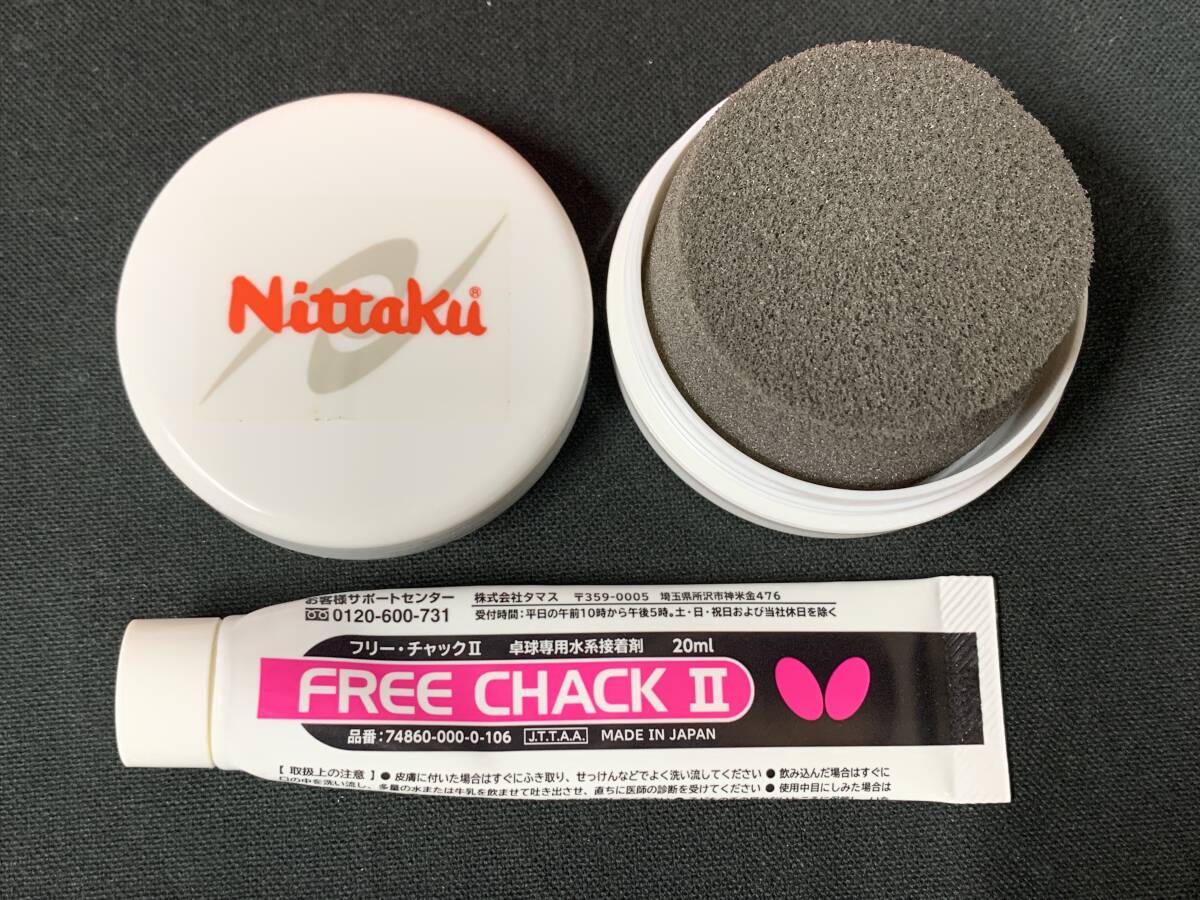 Nittaku®
お客様サポートセンター
0120-600-731
株式会社タマス 〒359-0005 埼玉県所沢市神米金476
受付時間:平日の午前10時から午後5時。土・日・祝日および当社休日を除く
フリー・チャックⅡ 卓球専用水系接着剤 20ml
FREE CHACK Ⅱ
品番:74860-000-0-106 J.T.T.A.A. MADE IN JAPAN
【取扱上の注意】●皮膚に付いた場合はすぐにふき取り、せっけんなどでよく洗い流してください●飲み込んだ場合はすぐに
口の中を洗い流し、多量の水または牛乳を飲ませて吐き出させ、直ちに医師の診断を受けてください●使用中目にしみた場合は